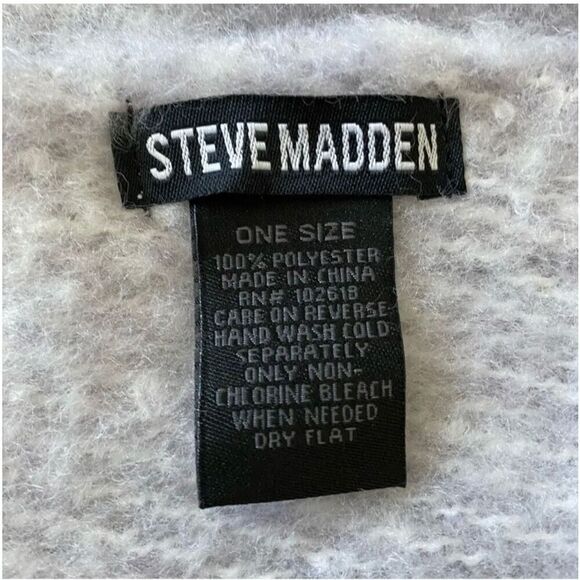 STEVE MADDEN
ONE SIZE
100% POLYESTER
MADE IN CHINA
RN# 102618
CARE ON REVERSE
HAND WASH COLD
SEPARATELY
ONLY NON-
CHLORINE BLEACH
WHEN NEEDED
DRY FLAT